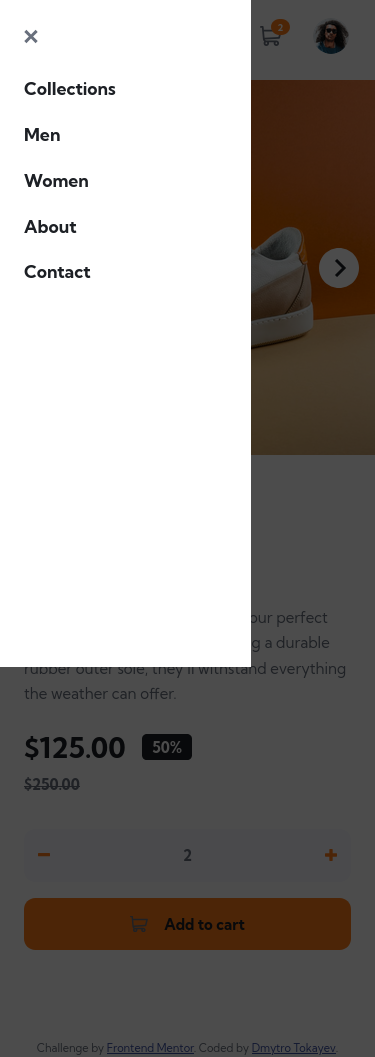 2
Collections
Men
Women
About
Contact
our perfect
g a durable
rubber outer sole, they'll withstand everything
the weather can offer.
$125.00 50%
$250.00
2
Add to cart
Challenge by Frontend Mentor. Coded by Dmytro Tokayev.